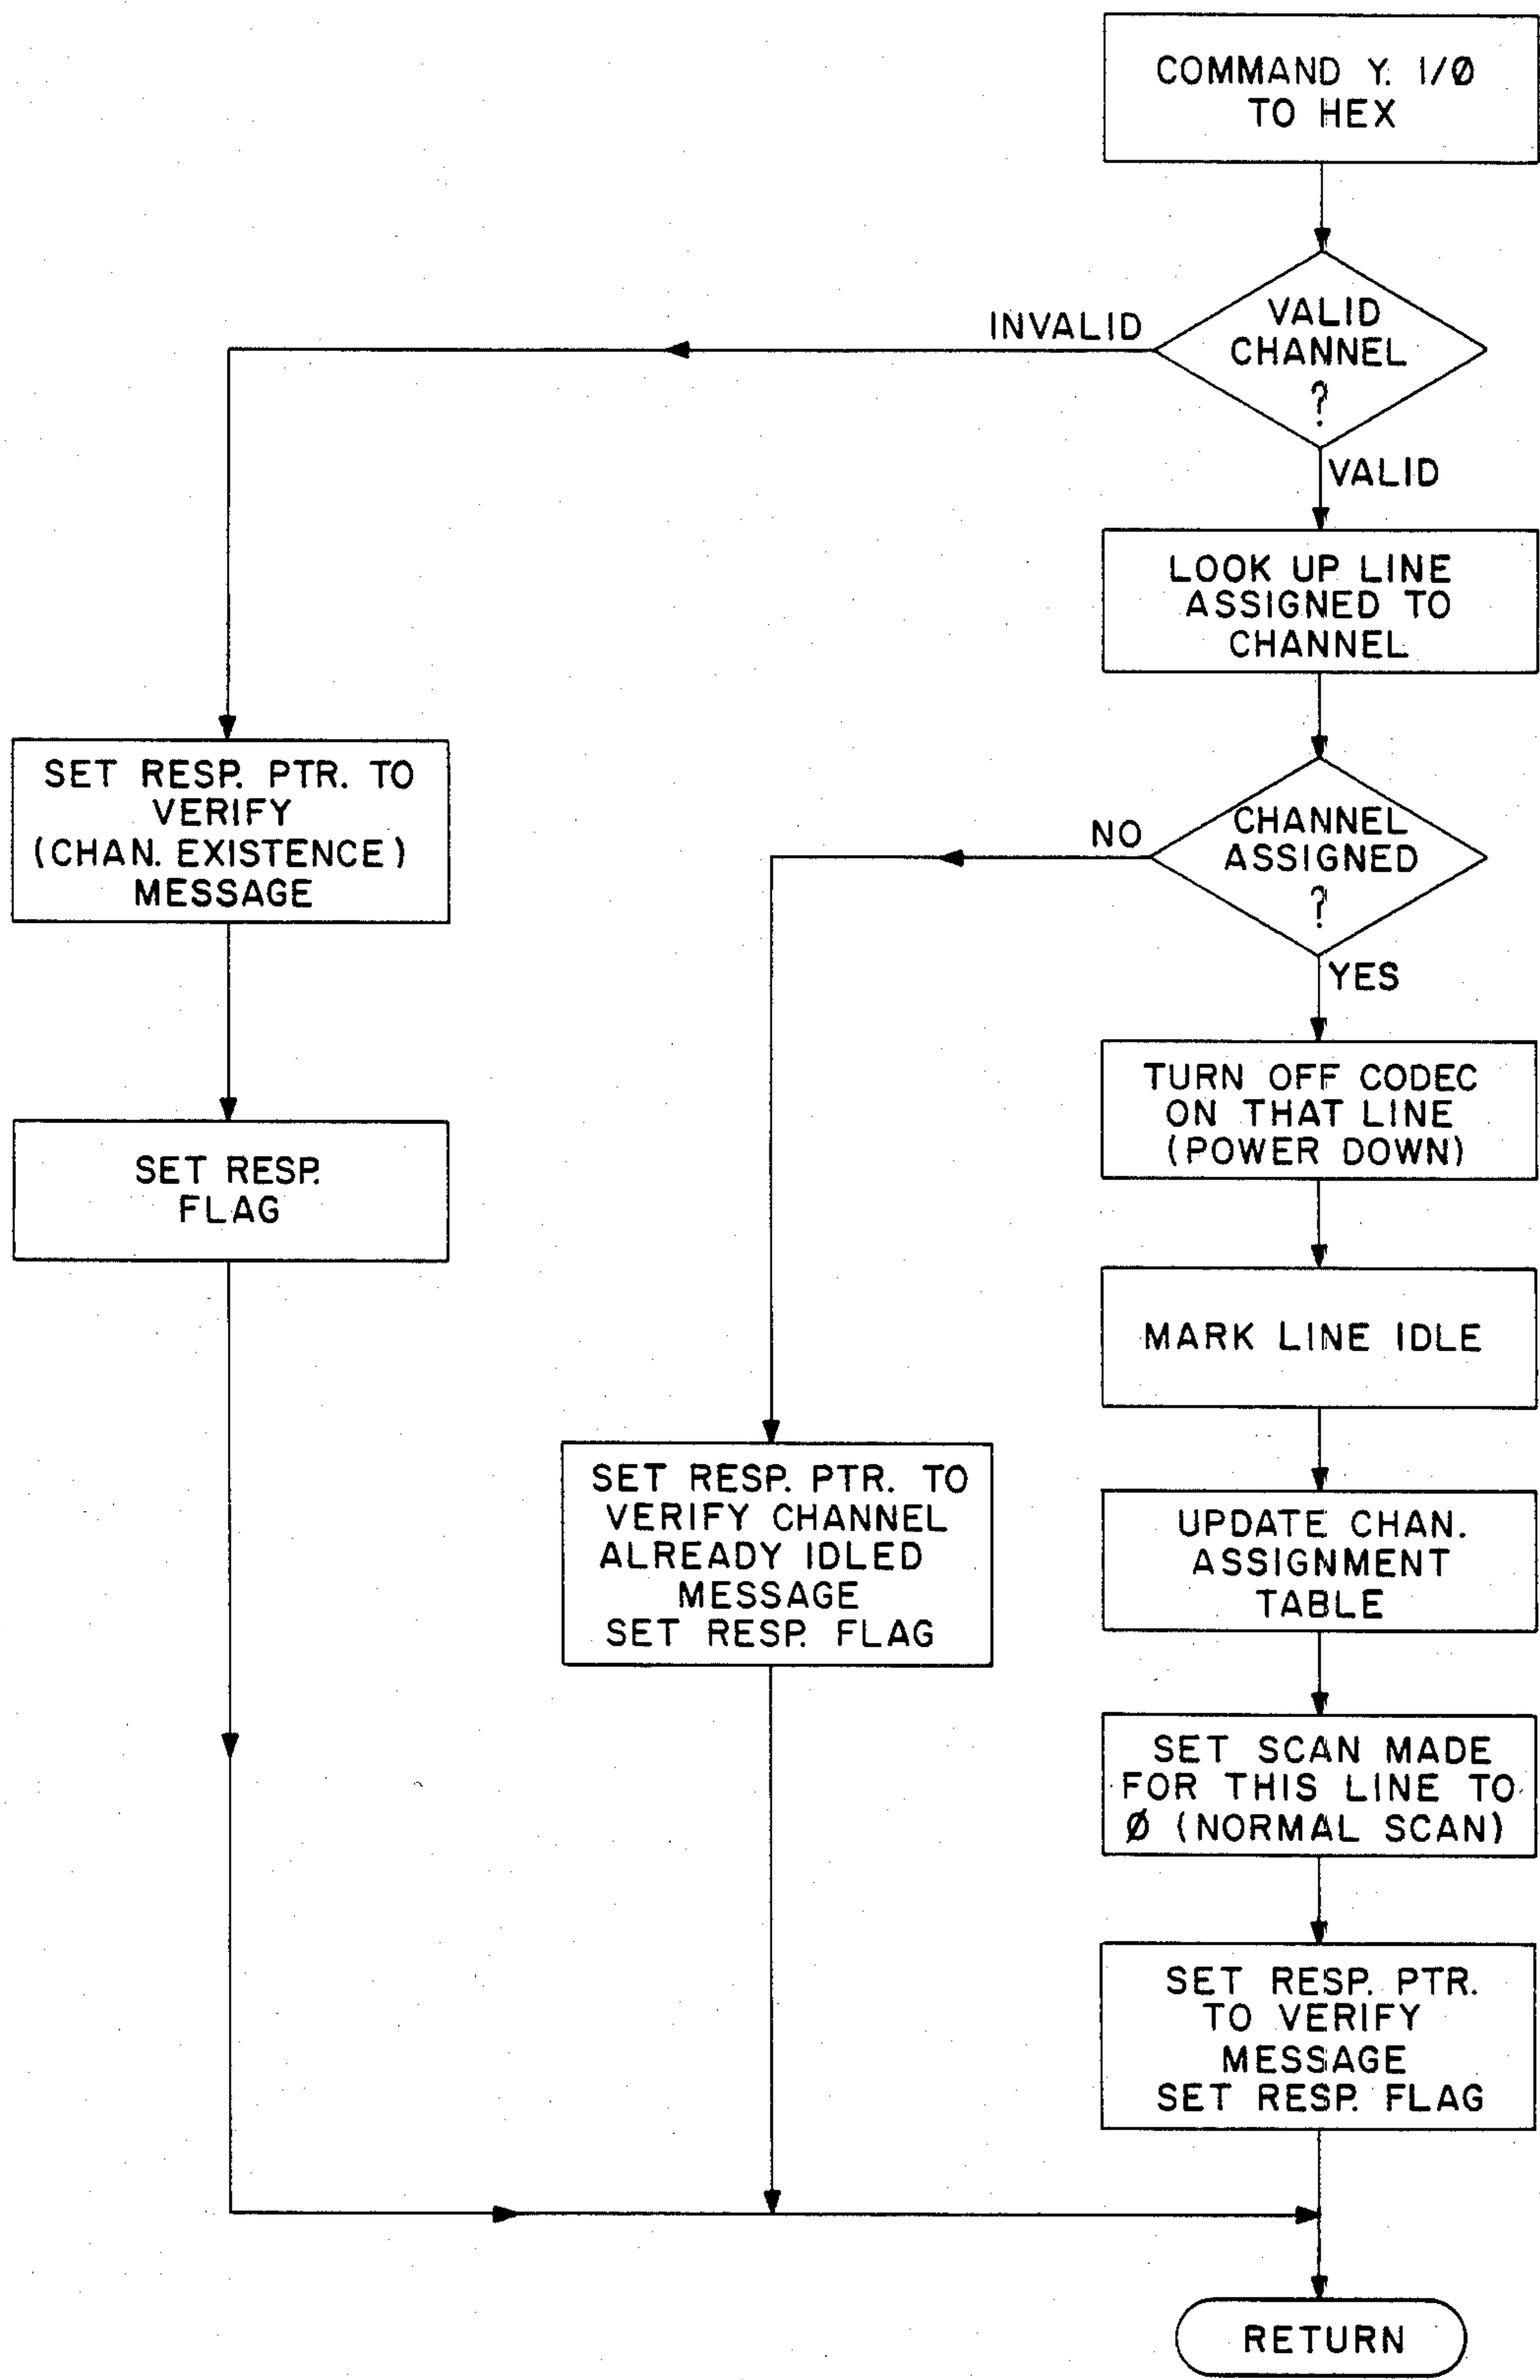 COMMAND Y. I/Ø
TO HEX
VALID
CHANNEL
?
INVALID
VALID
LOOK UP LINE
ASSIGNED TO
CHANNEL
CHANNEL
ASSIGNED
?
NO
YES
SET RESP. PTR. TO
VERIFY
(CHAN. EXISTENCE)
MESSAGE
SET RESP.
FLAG
SET RESP. PTR. TO
VERIFY CHANNEL
ALREADY IDLED
MESSAGE
SET RESP. FLAG
TURN OFF CODEC
ON THAT LINE
(POWER DOWN)
MARK LINE IDLE
UPDATE CHAN.
ASSIGNMENT
TABLE
SET SCAN MADE
FOR THIS LINE TO
Ø (NORMAL SCAN)
SET RESP. PTR.
TO VERIFY
MESSAGE
SET RESP. FLAG
RETURN